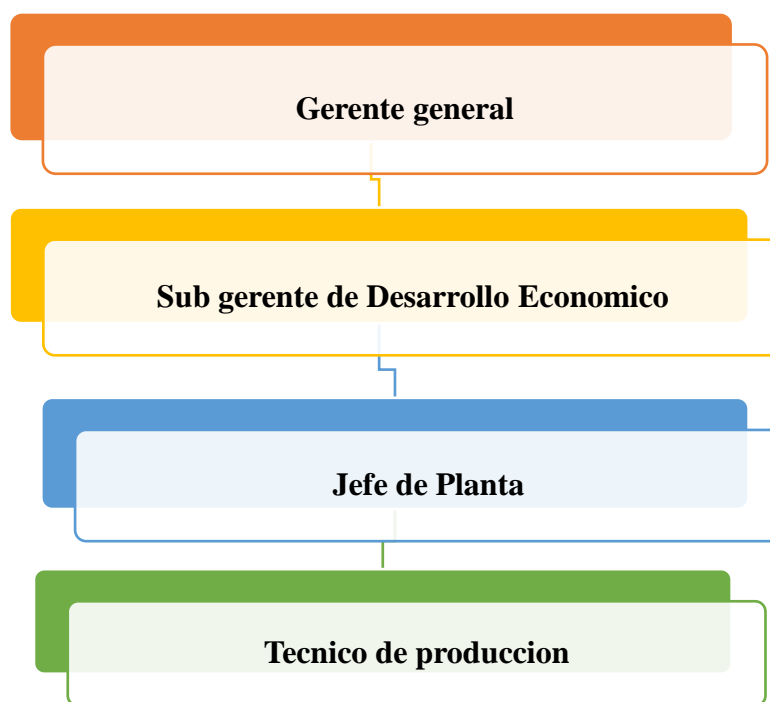 Gerente general
Sub gerente de Desarrollo Economico
Jefe de Planta
Tecnico de produccion